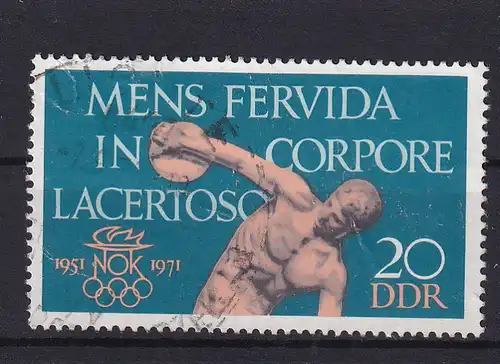 MENS FERVIDA
IN CORPORE
LACERTOSO
1951 NOK 1971
20
DDR